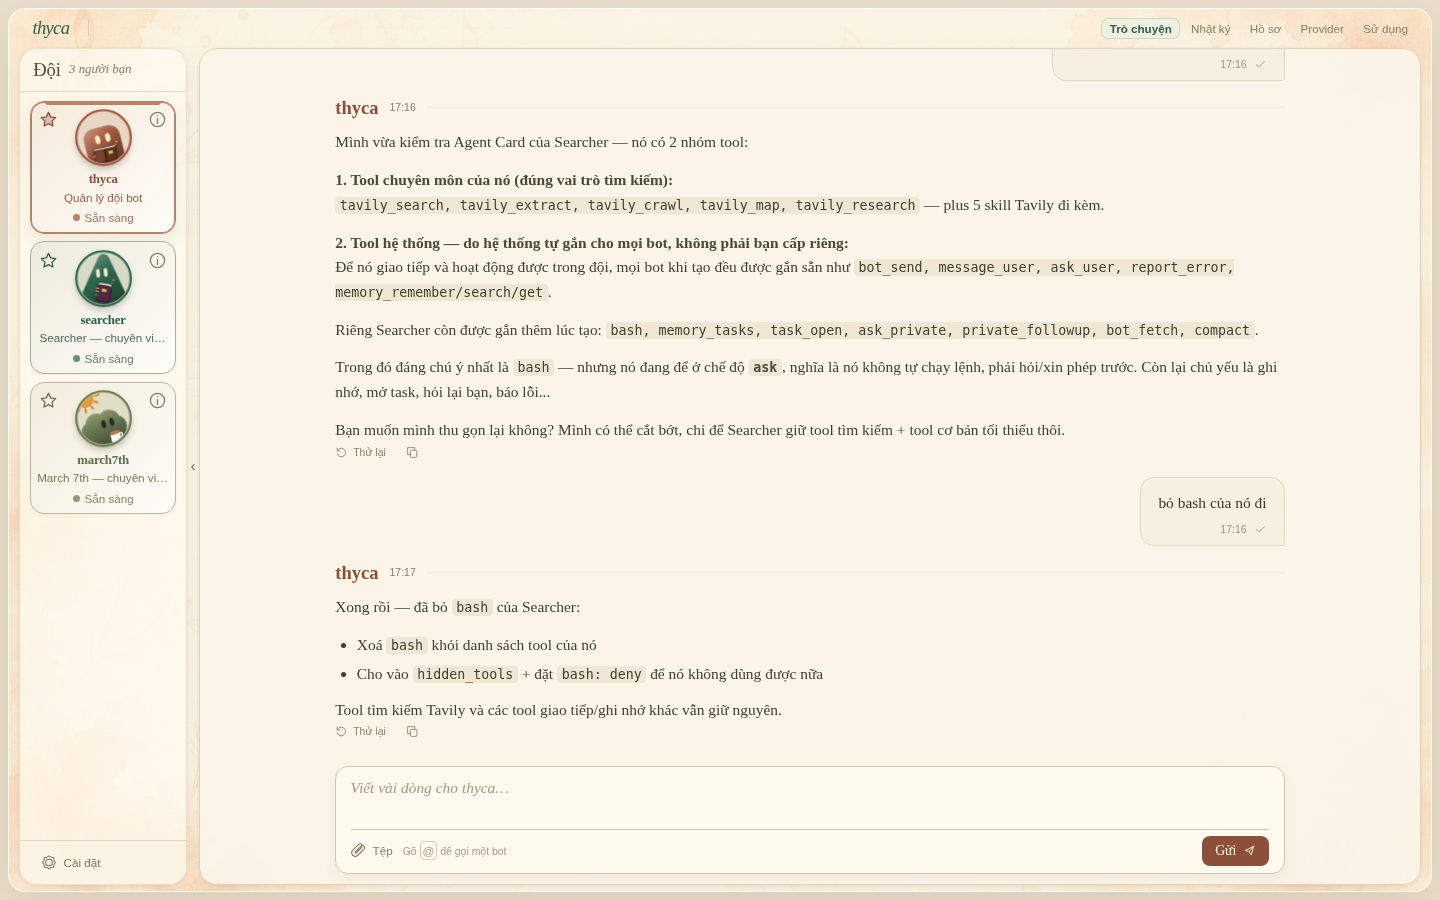 thyca
Trò chuyện
Nhật ký
Hồ sơ
Provider
Sử dụng
Đội 3 người bạn
thyca
Quản lý đội bot
Sẵn sàng
searcher
Searcher — chuyên vi...
Sẵn sàng
march7th
March 7th — chuyên vi...
Sẵn sàng
Cài đặt
17:16
thyca 17:16
Mình vừa kiểm tra Agent Card của Searcher — nó có 2 nhóm tool:
1. Tool chuyên môn của nó (đúng vai trò tìm kiếm):
tavily_search, tavily_extract, tavily_crawl, tavily_map, tavily_research — plus 5 skill Tavily đi kèm.
2. Tool hệ thống — do hệ thống tự gắn cho mọi bot, không phải bạn cấp riêng:
Để nó giao tiếp và hoạt động được trong đội, mọi bot khi tạo đều được gắn sẵn như bot_send, message_user, ask_user, report_error,
memory_remember/search/get.
Riêng Searcher còn được gắn thêm lúc tạo: bash, memory_tasks, task_open, ask_private, private_followup, bot_fetch, compact.
Trong đó đáng chú ý nhất là bash — nhưng nó đang để ở chế độ ask, nghĩa là nó không tự chạy lệnh, phải hỏi/xin phép trước. Còn lại chủ yếu là ghi
nhớ, mở task, hỏi lại bạn, báo lỗi...
Bạn muốn mình thu gọn lại không? Mình có thể cắt bớt, chỉ để Searcher giữ tool tìm kiếm + tool cơ bản tối thiểu thôi.
Thử lại
bỏ bash của nó đi
17:16
thyca 17:17
Xong rồi — đã bỏ bash của Searcher:
• Xoá bash khỏi danh sách tool của nó
• Cho vào hidden_tools + đặt bash: deny để nó không dùng được nữa
Tool tìm kiếm Tavily và các tool giao tiếp/ghi nhớ khác vẫn giữ nguyên.
Thử lại
Viết vài dòng cho thyca…
Tệp Gõ @ để gọi một bot
Gửi